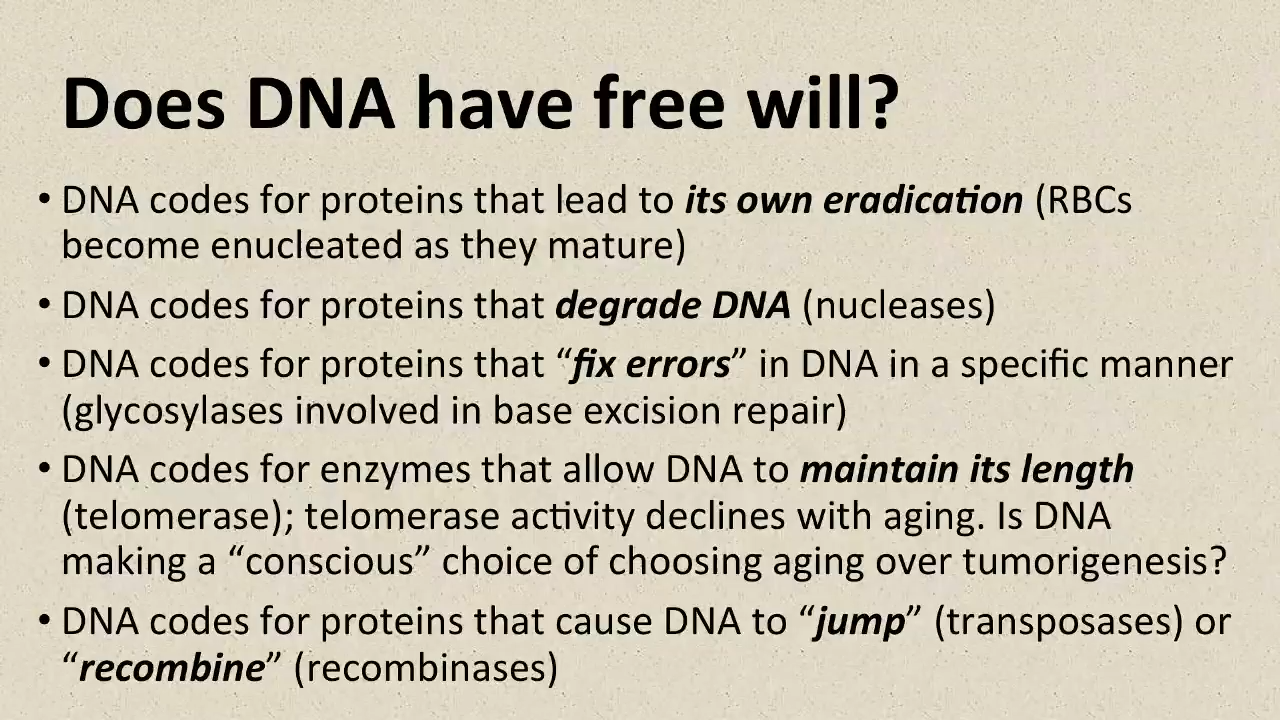 Does DNA have free will?
• DNA codes for proteins that lead to its own eradication (RBCs
become enucleated as they mature)
• DNA codes for proteins that degrade DNA (nucleases)
• DNA codes for proteins that “fix errors” in DNA in a specific manner
(glycosylases involved in base excision repair)
• DNA codes for enzymes that allow DNA to maintain its length
(telomerase); telomerase activity declines with aging. Is DNA
making a “conscious” choice of choosing aging over tumorigenesis?
• DNA codes for proteins that cause DNA to “jump” (transposases) or
“recombine” (recombinases)